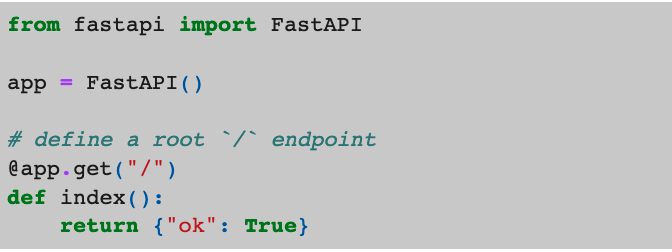 from fastapi import FastAPI
app = FastAPI()
# define a root `/` endpoint
@app.get("/")
def index():
    return {"ok": True}